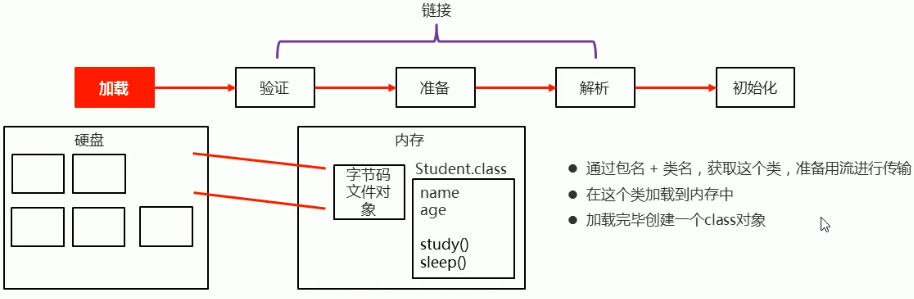 链接
加载
验证
准备
解析
初始化
硬盘
内存
字节码
文件对
象
Student.class
name
age
study()
sleep()
● 通过包名 + 类名，获取这个类，准备用流进行传输
● 在这个类加载到内存中
● 加载完毕创建一个class对象